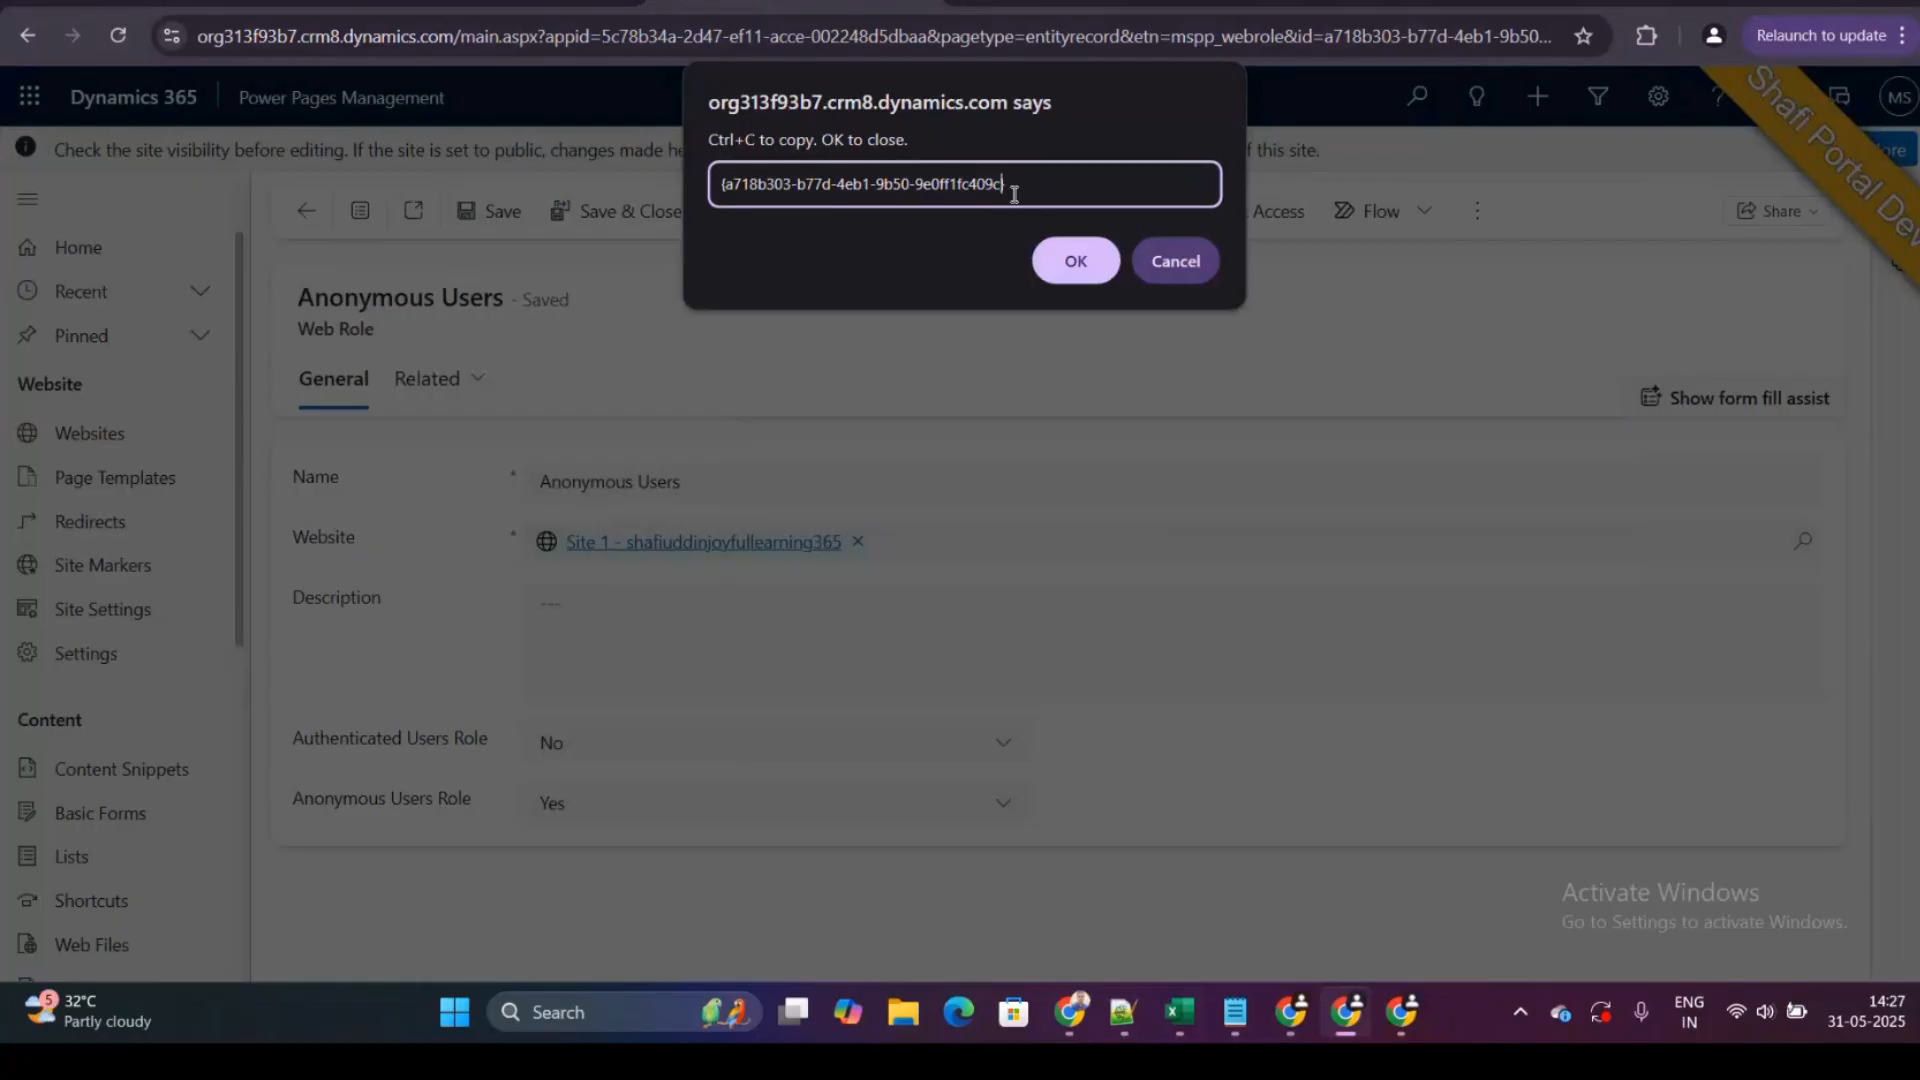 org313f93b7.crm8.dynamics.com/main.aspx?appid=5c78b34a-2d47-ef11-acce-002248d5dbaa&pagetype=entityrecord&etn=mspp_webrole&id=a718b303-b77d-4eb1-9b50...
Relaunch to update
Dynamics 365
Power Pages Management
MS
Shafi Portal Dev
org313f93b7.crm8.dynamics.com says
Ctrl+C to copy. OK to close.
{a718b303-b77d-4eb1-9b50-9e0ff1fc409c}
OK
Cancel
Check the site visibility before editing. If the site is set to public, changes made he
f this site.
ore
Save
Save & Close
Access
Flow
Share
Home
Recent
Pinned
Website
Websites
Page Templates
Redirects
Site Markers
Site Settings
Settings
Content
Content Snippets
Basic Forms
Lists
Shortcuts
Web Files
Anonymous Users - Saved
Web Role
General
Related
Show form fill assist
Name * Anonymous Users
Website * Site 1 - shafiuddinjoyfullearning365
Description ---
Authenticated Users Role No
Anonymous Users Role Yes
Activate Windows
Go to Settings to activate Windows.
5
32°C
Partly cloudy
Search
ENG
IN
14:27
31-05-2025